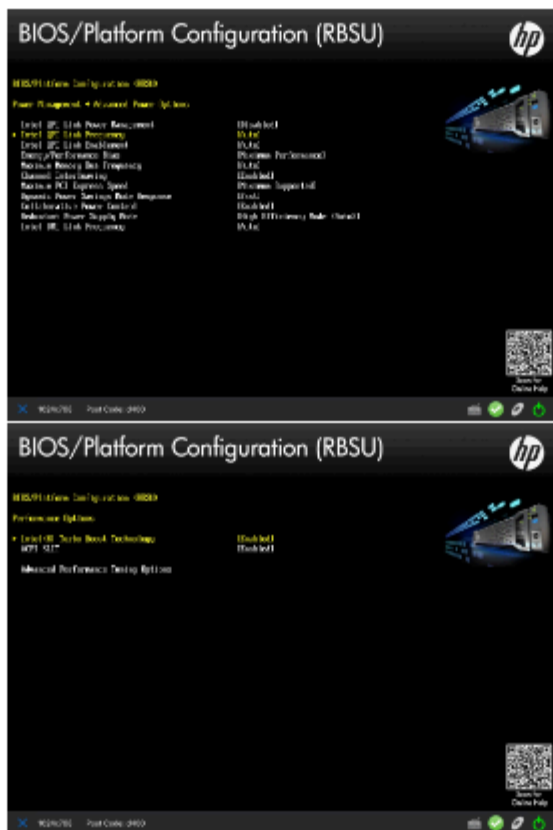 BIOS/Platform Configuration (RBSU)
hp
BIOS/Platform Configuration (RBSU)
Power Management → Advanced Power Options
Intel QPI Link Power Management [Disabled]
Intel QPI Link Frequency [Auto]
Intel QPI Link Enablement [Auto]
Energy/Performance Bias [Maximum Performance]
Maximum Memory Bus Frequency [Auto]
Channel Interleaving [Enabled]
Maximum PCI Express Speed [Maximum Supported]
Dynamic Power Savings Mode Response [Fast]
Collaborative Power Control [Enabled]
Redundant Power Supply Mode [High Efficiency Mode (Auto)]
Intel DMI Link Frequency [Auto]
Scan for
Online Help
1024x768 Post Code:
BIOS/Platform Configuration (RBSU)
hp
BIOS/Platform Configuration (RBSU)
Performance Options
Intel(R) Turbo Boost Technology [Enabled]
ACPI SLIT [Enabled]
Advanced Performance Tuning Options
Scan for
Online Help
1024x768 Post Code: